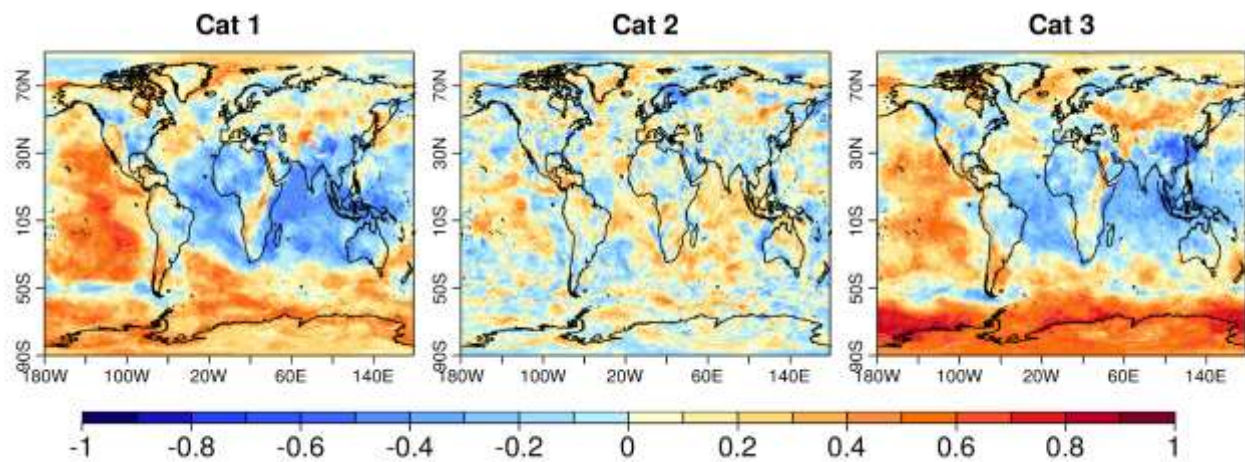 Cat 1 Cat 2 Cat 3
70N 70N 70N
30N 30N 30N
10S 10S 10S
50S 50S 50S
90S 90S 90S
180W 100W 20W 60E 140E 180W 100W 20W 60E 140E 180W 100W 20W 60E 140E
-1 -0.8 -0.6 -0.4 -0.2 0 0.2 0.4 0.6 0.8 1